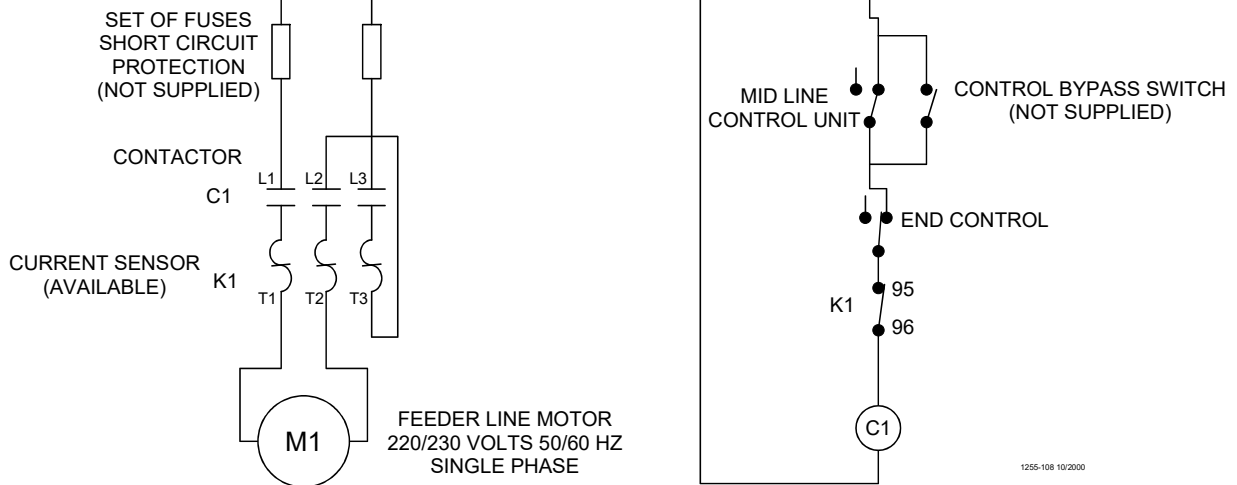 SET OF FUSES
SHORT CIRCUIT
PROTECTION
(NOT SUPPLIED)
CONTACTOR
C1
L1
L2
L3
CURRENT SENSOR
(AVAILABLE)
K1
T1
T2
T3
M1
FEEDER LINE MOTOR
220/230 VOLTS 50/60 HZ
SINGLE PHASE
MID LINE
CONTROL UNIT
CONTROL BYPASS SWITCH
(NOT SUPPLIED)
END CONTROL
K1
95
96
C1
1255-108 10/2000